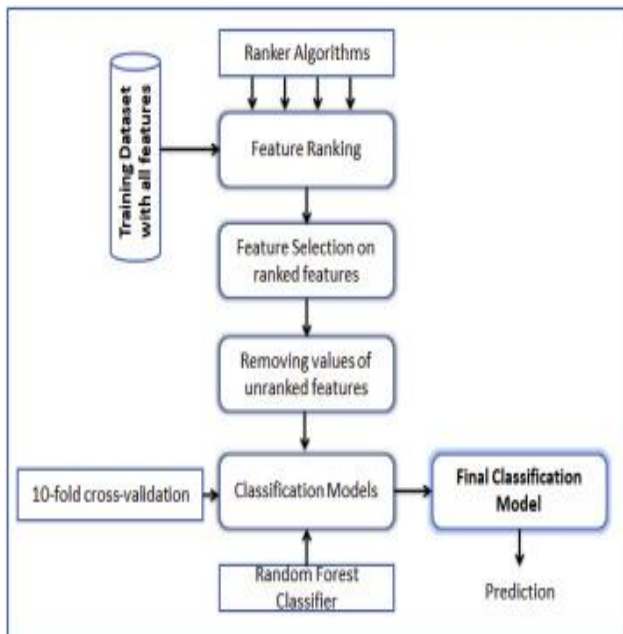 Ranker Algorithms
Training Dataset
with all features
Feature Ranking
Feature Selection on
ranked features
Removing values of
unranked features
10-fold cross-validation
Classification Models
Final Classification
Model
Random Forest
Classifier
Prediction